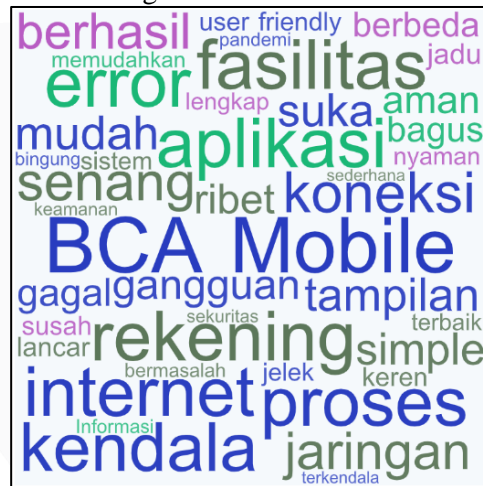 berhasil user friendly berbeda
pandemi
memudahkan fasilitas jadu
error lengkap suka aman
mudah aplikasi bagus
bingung sistem nyaman
senang ribet sederhana koneksi
keamanan
BCA Mobile
gagal gangguan tampilan
susah sekuritas terbaik
lancar rekening simple
bermasalah jelek keren
internet proses
Informasi
kendala jaringan
terkendala